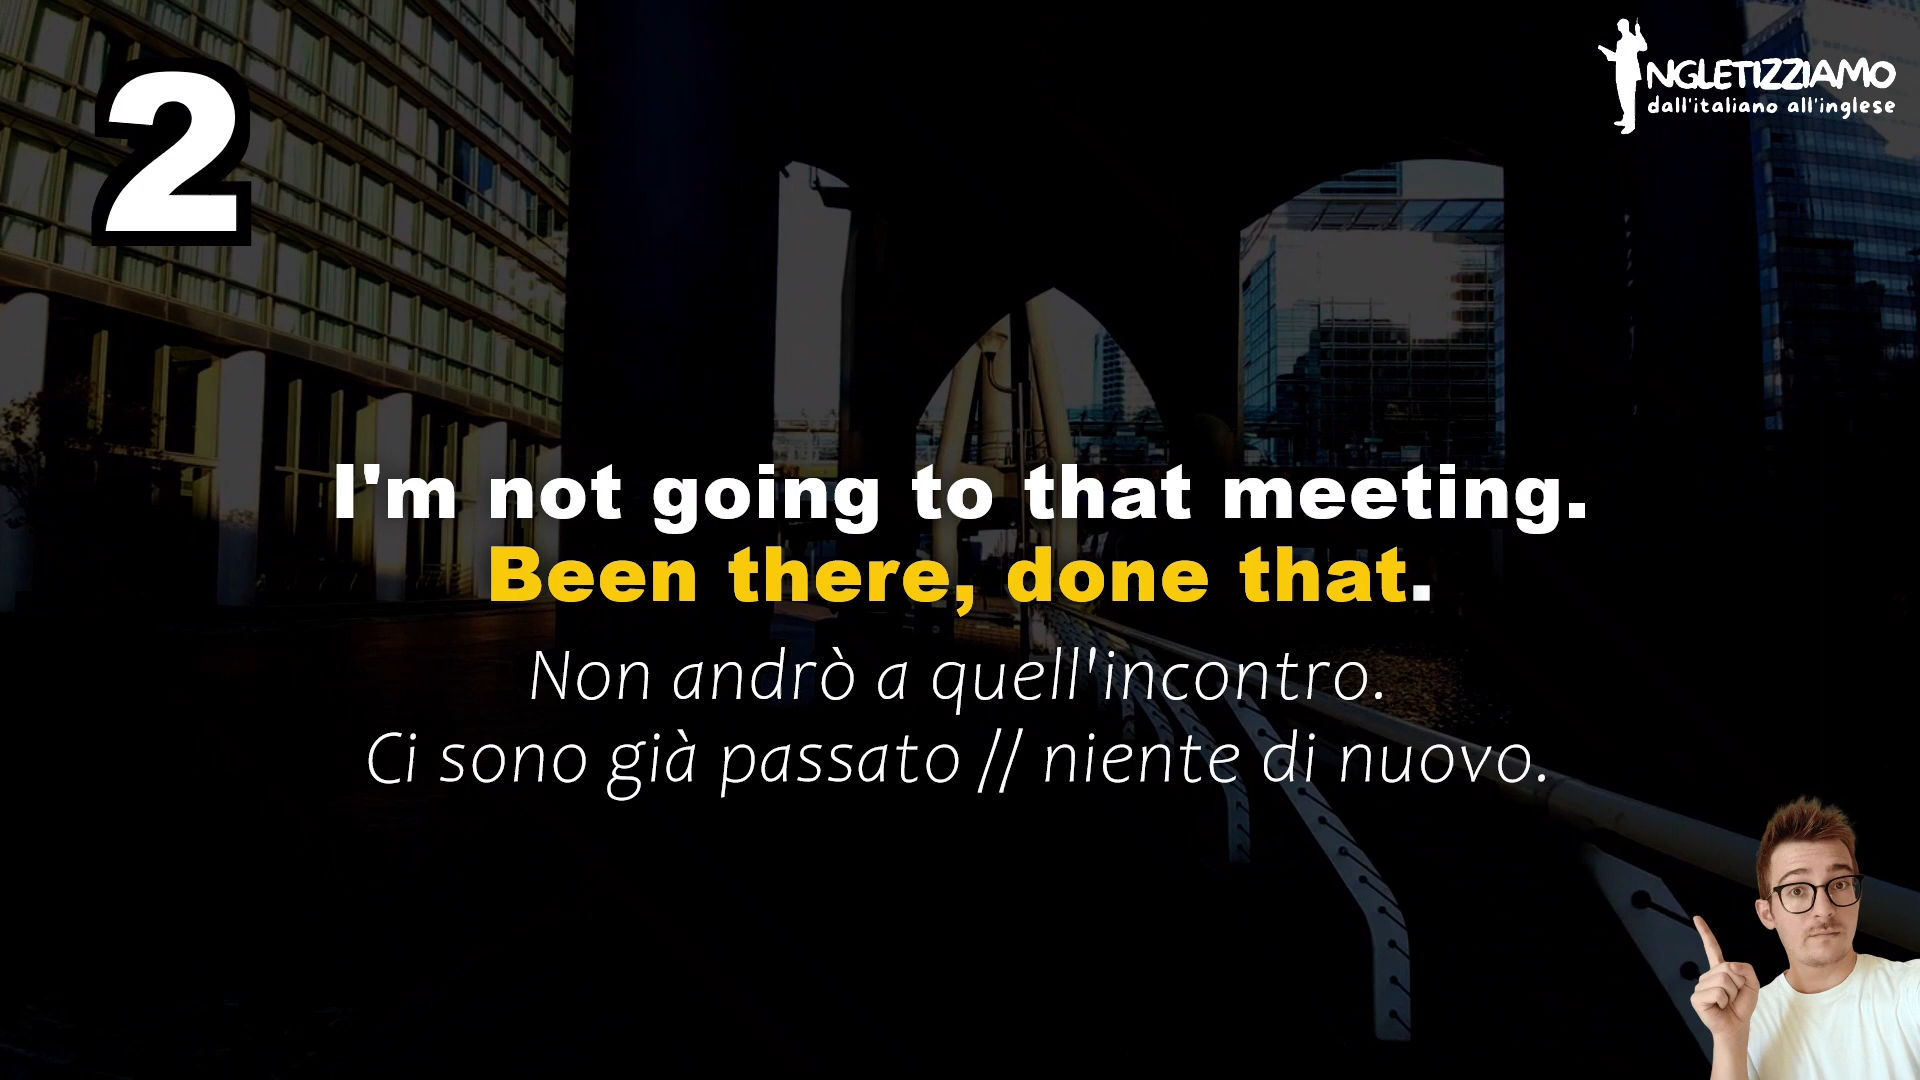 2
INGLETIZZIAMO
dall'italiano all'inglese
I'm not going to that meeting.
Been there, done that.
Non andrò a quell'incontro.
Ci sono già passato // niente di nuovo.